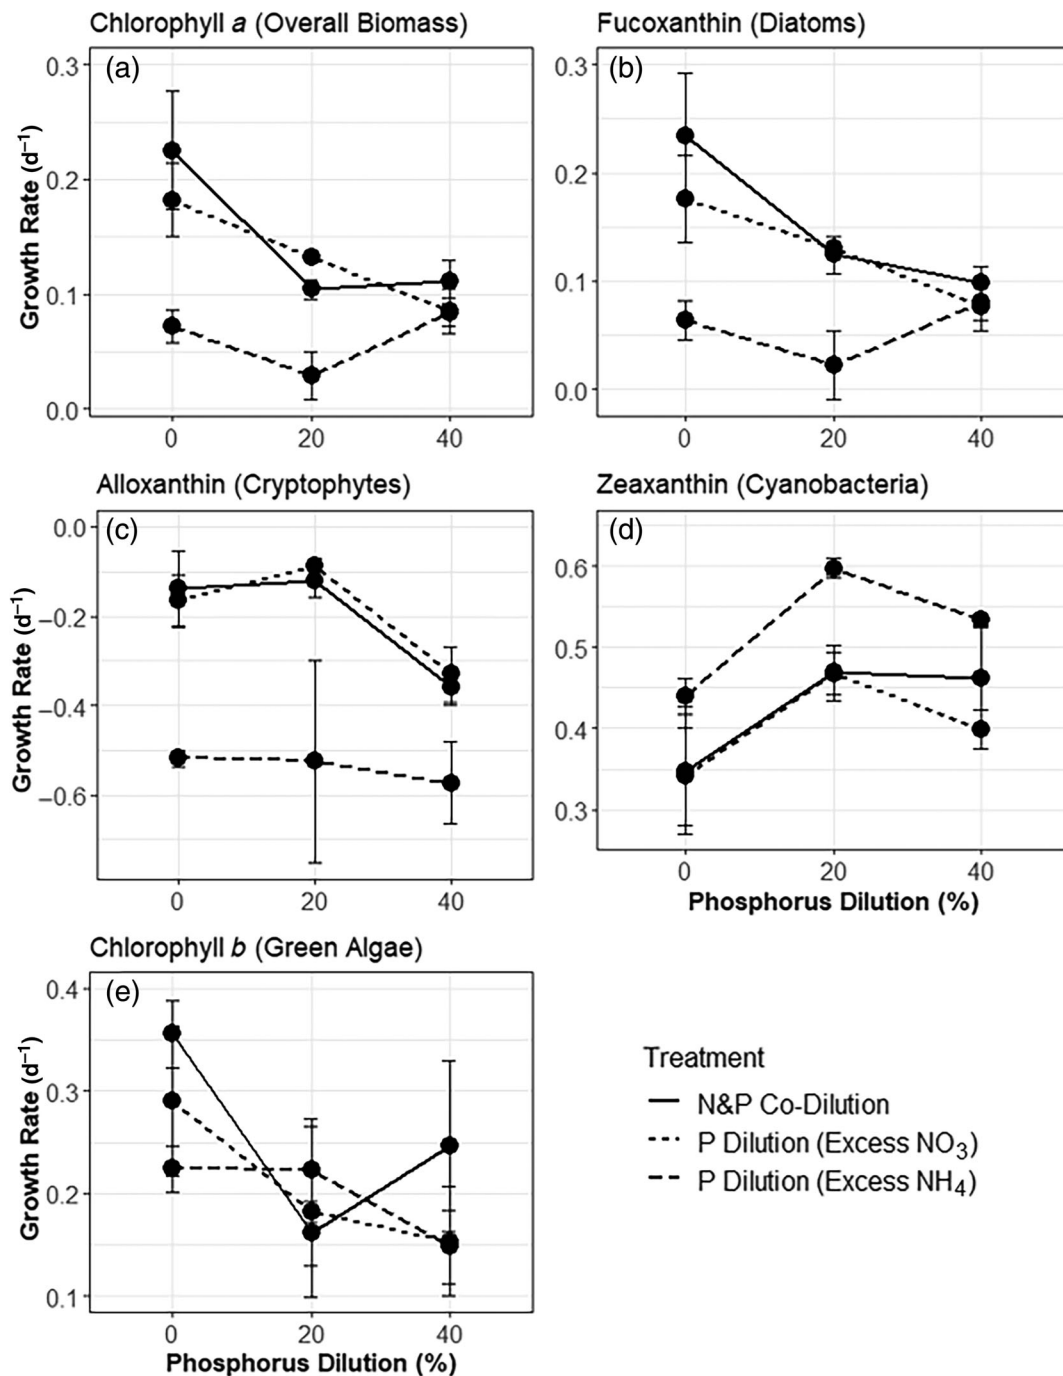 Chlorophyll a (Overall Biomass)
(a)
Growth Rate (d⁻¹)
0.3
0.2
0.1
0.0
0 20 40
Fucoxanthin (Diatoms)
(b)
0.3
0.2
0.1
0.0
0 20 40
Alloxanthin (Cryptophytes)
(c)
Growth Rate (d⁻¹)
0.0
−0.2
−0.4
−0.6
0 20 40
Zeaxanthin (Cyanobacteria)
(d)
0.6
0.5
0.4
0.3
0 20 40
Phosphorus Dilution (%)
Chlorophyll b (Green Algae)
(e)
Growth Rate (d⁻¹)
0.4
0.3
0.2
0.1
0 20 40
Phosphorus Dilution (%)
Treatment
N&P Co-Dilution
P Dilution (Excess NO₃)
P Dilution (Excess NH₄)